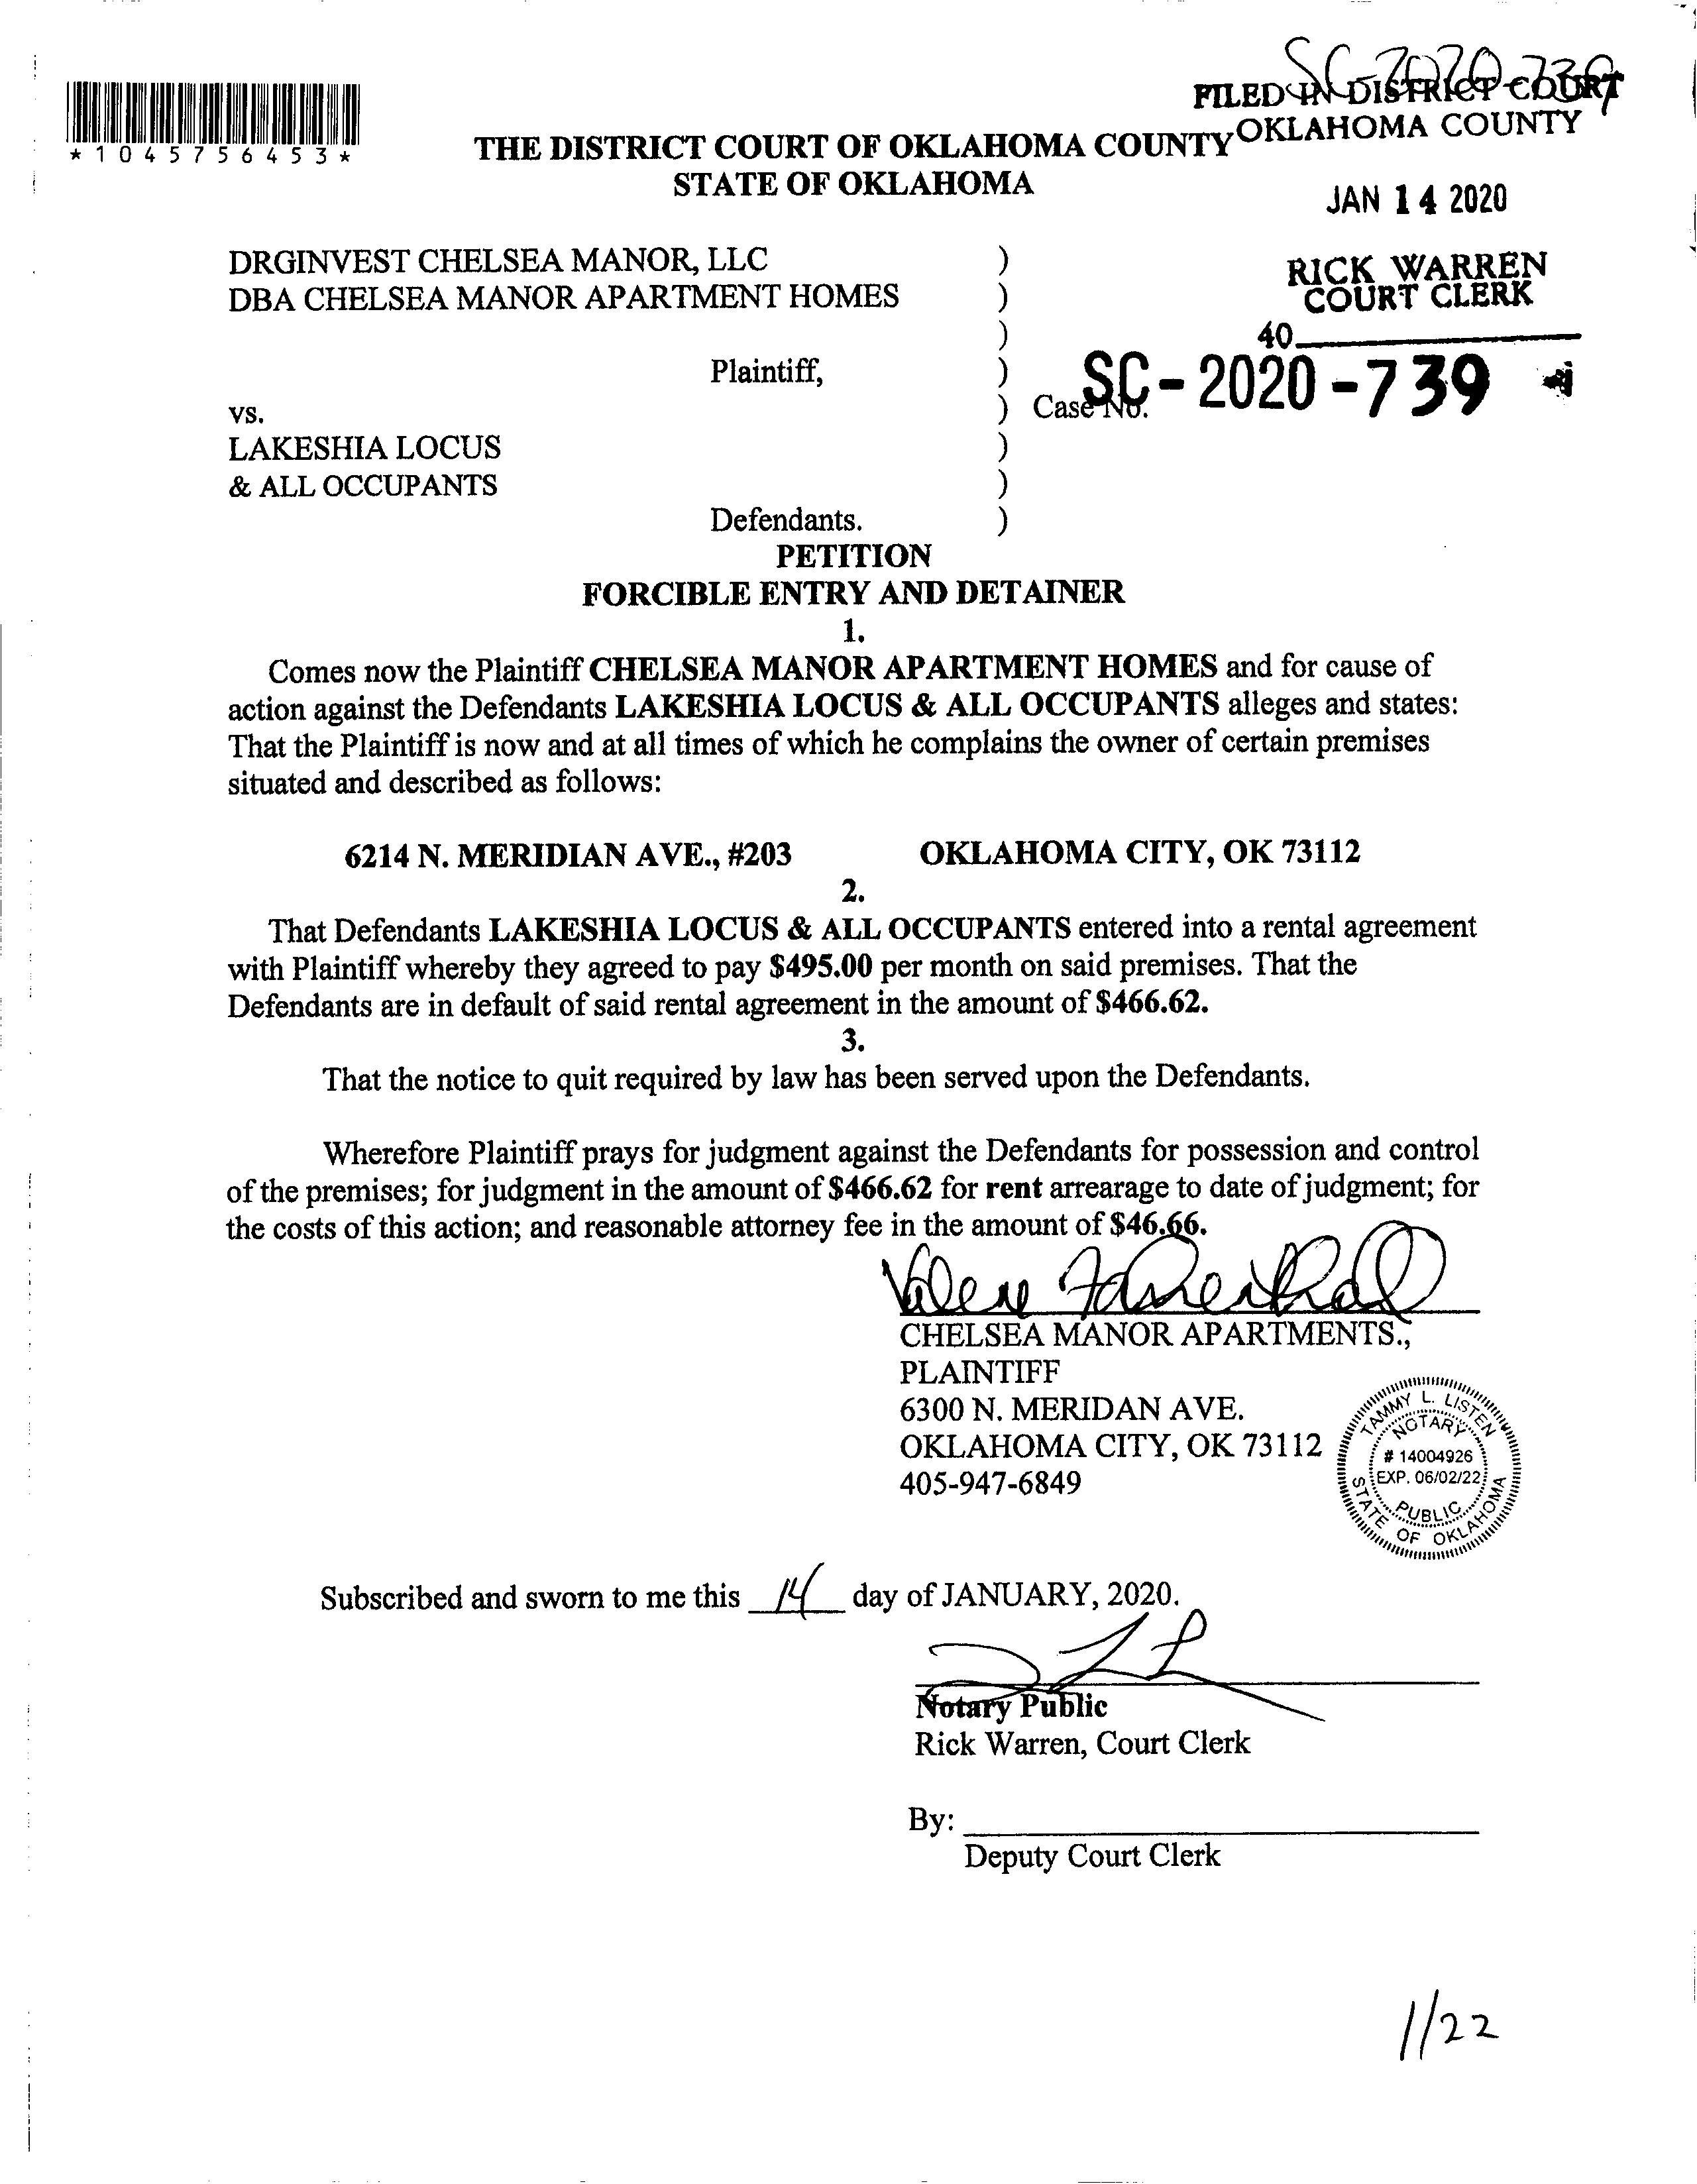 SC-2020-739
FILED IN DISTRICT COURT
OKLAHOMA COUNTY
*1045756453*
THE DISTRICT COURT OF OKLAHOMA COUNTY
STATE OF OKLAHOMA
JAN 14 2020
DRGINVEST CHELSEA MANOR, LLC )
DBA CHELSEA MANOR APARTMENT HOMES )
RICK WARREN
COURT CLERK
)
40
Plaintiff, )
SC-2020-739
vs. ) Case No.
LAKESHIA LOCUS )
& ALL OCCUPANTS )
Defendants. )
PETITION
FORCIBLE ENTRY AND DETAINER
1.
Comes now the Plaintiff CHELSEA MANOR APARTMENT HOMES and for cause of
action against the Defendants LAKESHIA LOCUS & ALL OCCUPANTS alleges and states:
That the Plaintiff is now and at all times of which he complains the owner of certain premises
situated and described as follows:
6214 N. MERIDIAN AVE., #203 OKLAHOMA CITY, OK 73112
2.
That Defendants LAKESHIA LOCUS & ALL OCCUPANTS entered into a rental agreement
with Plaintiff whereby they agreed to pay $495.00 per month on said premises. That the
Defendants are in default of said rental agreement in the amount of $466.62.
3.
That the notice to quit required by law has been served upon the Defendants.
Wherefore Plaintiff prays for judgment against the Defendants for possession and control
of the premises; for judgment in the amount of $466.62 for rent arrearage to date of judgment; for
the costs of this action; and reasonable attorney fee in the amount of $46.66.
CHELSEA MANOR APARTMENTS.,
PLAINTIFF
6300 N. MERIDAN AVE.
OKLAHOMA CITY, OK 73112
405-947-6849
TAMMY L. LISTEN
NOTARY
# 14004926
EXP. 06/02/22
PUBLIC
STATE OF OKLAHOMA
Subscribed and sworn to me this 14 day of JANUARY, 2020.
Notary Public
Rick Warren, Court Clerk
By:
Deputy Court Clerk
1/22